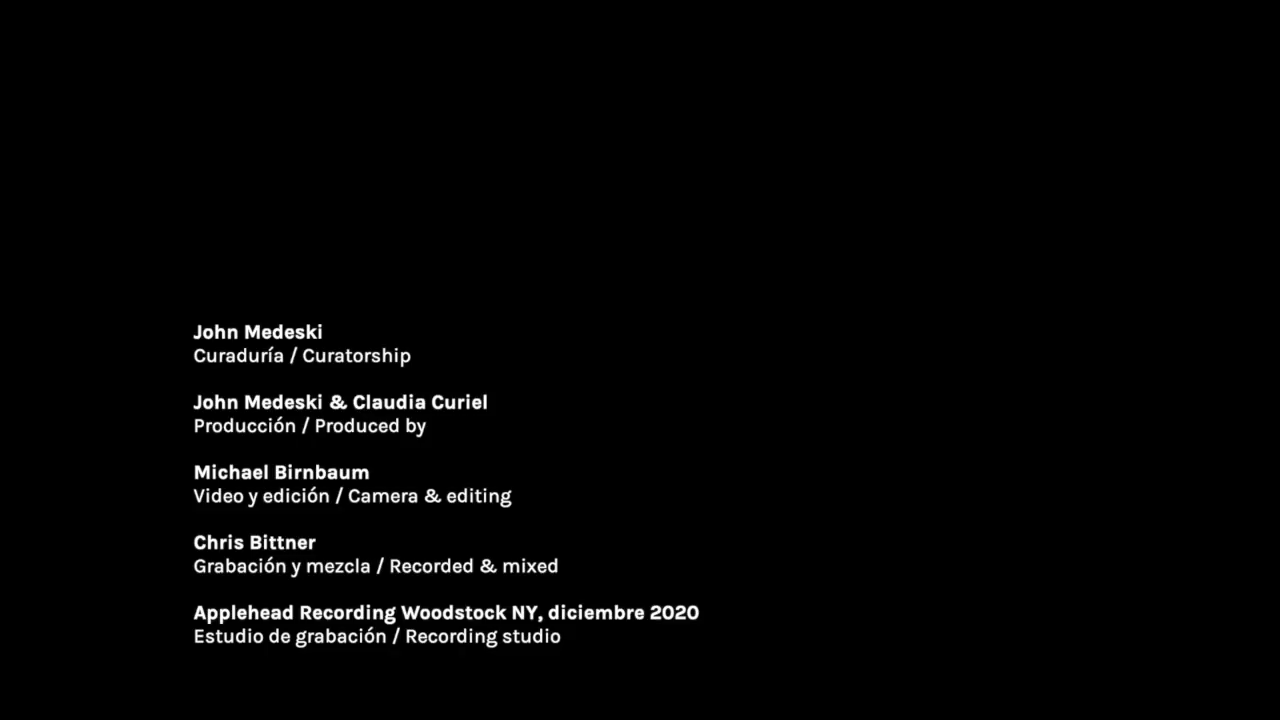 John Medeski
Curaduría / Curatorship
John Medeski & Claudia Curiel
Producción / Produced by
Michael Birnbaum
Video y edición / Camera & editing
Chris Bittner
Grabación y mezcla / Recorded & mixed
Applehead Recording Woodstock NY, diciembre 2020
Estudio de grabación / Recording studio